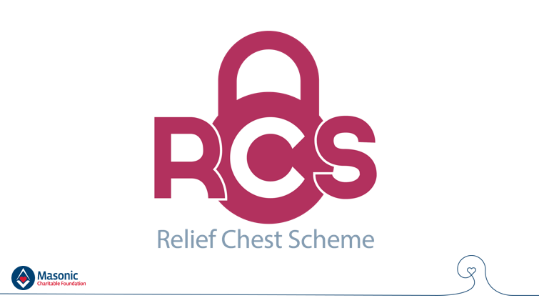 RCS
Relief Chest Scheme
Masonic
Charitable Foundation